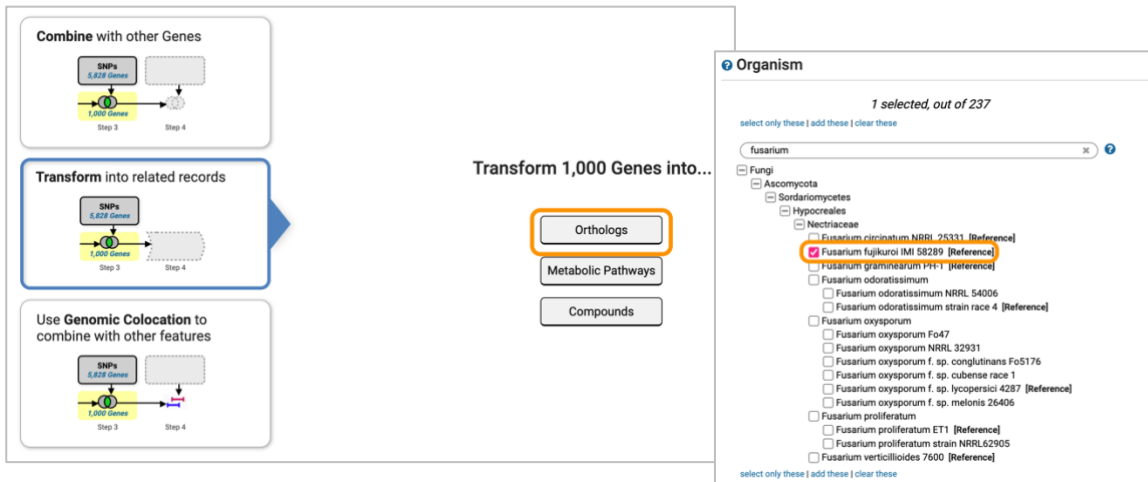 Combine with other Genes
SNPs
5,828 Genes
1,000 Genes
Step 3
Step 4
Transform into related records
SNPs
5,828 Genes
1,000 Genes
Step 3
Step 4
Use Genomic Colocation to
combine with other features
SNPs
5,828 Genes
1,000 Genes
Step 3
Step 4
Transform 1,000 Genes into...
Orthologs
Metabolic Pathways
Compounds
? Organism
1 selected, out of 237
select only these | add these | clear these
fusarium
Fungi
Ascomycota
Sordariomycetes
Hypocreales
Nectriaceae
Fusarium circinatum NRRL 25331 [Reference]
Fusarium fujikuroi IMI 58289 [Reference]
Fusarium graminearum PH-1 [Reference]
Fusarium odoratissimum
Fusarium odoratissimum NRRL 54006
Fusarium odoratissimum strain race 4 [Reference]
Fusarium oxysporum
Fusarium oxysporum Fo47
Fusarium oxysporum NRRL 32931
Fusarium oxysporum f. sp. conglutinans Fo5176
Fusarium oxysporum f. sp. cubense race 1
Fusarium oxysporum f. sp. lycopersici 4287 [Reference]
Fusarium oxysporum f. sp. melonis 26406
Fusarium proliferatum
Fusarium proliferatum ET1 [Reference]
Fusarium proliferatum strain NRRL62905
Fusarium verticillioides 7600 [Reference]
select only these | add these | clear these